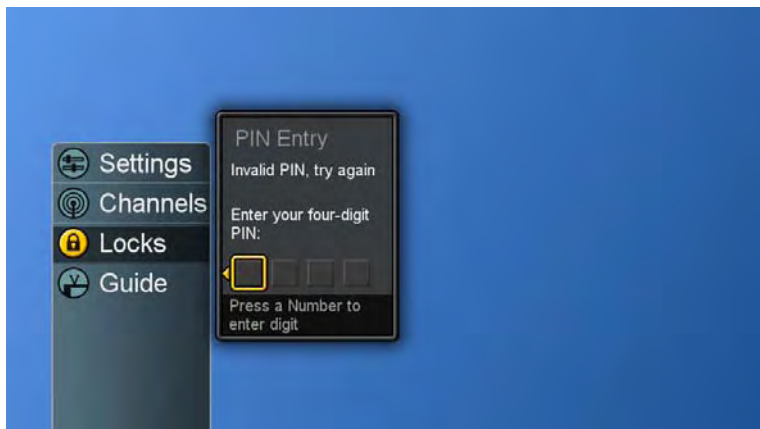 Settings
Channels
Locks
Guide
PIN Entry
Invalid PIN, try again
Enter your four-digit
PIN:
Press a Number to
enter digit